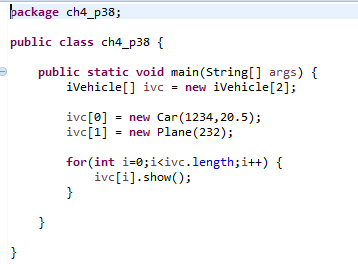 package ch4_p38;
public class ch4_p38 {
public static void main(String[] args) {
iVehicle[] ivc = new iVehicle[2];
ivc[0] = new Car(1234,20.5);
ivc[1] = new Plane(232);
for(int i=0;i<ivc.length;i++) {
ivc[i].show();
}
}
}